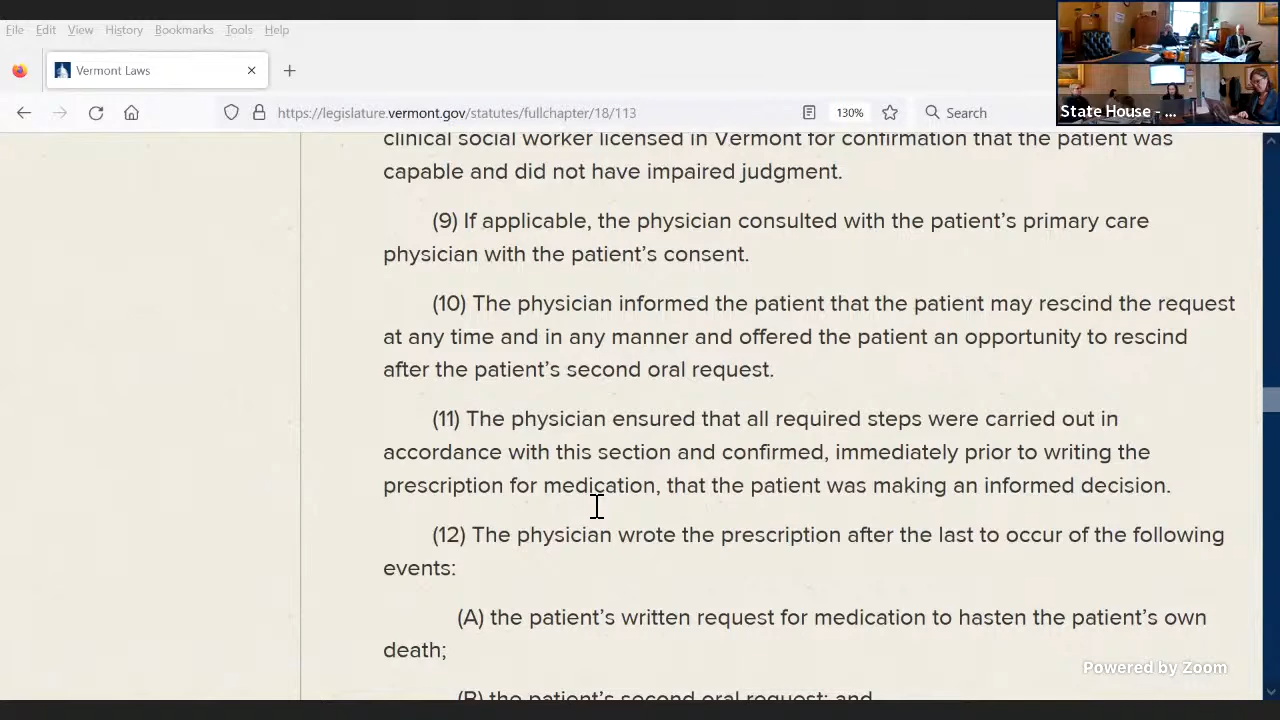 File Edit View History Bookmarks Tools Help
Vermont Laws
https://legislature.vermont.gov/statutes/fullchapter/18/113
130%
Search
State House - ...
clinical social worker licensed in Vermont for confirmation that the patient was
capable and did not have impaired judgment.
(9) If applicable, the physician consulted with the patient’s primary care
physician with the patient’s consent.
(10) The physician informed the patient that the patient may rescind the request
at any time and in any manner and offered the patient an opportunity to rescind
after the patient’s second oral request.
(11) The physician ensured that all required steps were carried out in
accordance with this section and confirmed, immediately prior to writing the
prescription for medication, that the patient was making an informed decision.
(12) The physician wrote the prescription after the last to occur of the following
events:
(A) the patient’s written request for medication to hasten the patient’s own
death;
(B) the patient’s second oral request; and
Powered by Zoom